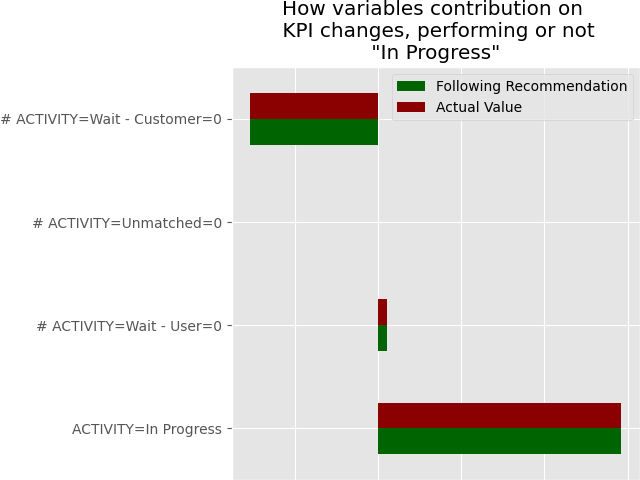 How variables contribution on
KPI changes, performing or not
"In Progress"
Following Recommendation
Actual Value
# ACTIVITY=Wait - Customer=0
# ACTIVITY=Unmatched=0
# ACTIVITY=Wait - User=0
ACTIVITY=In Progress